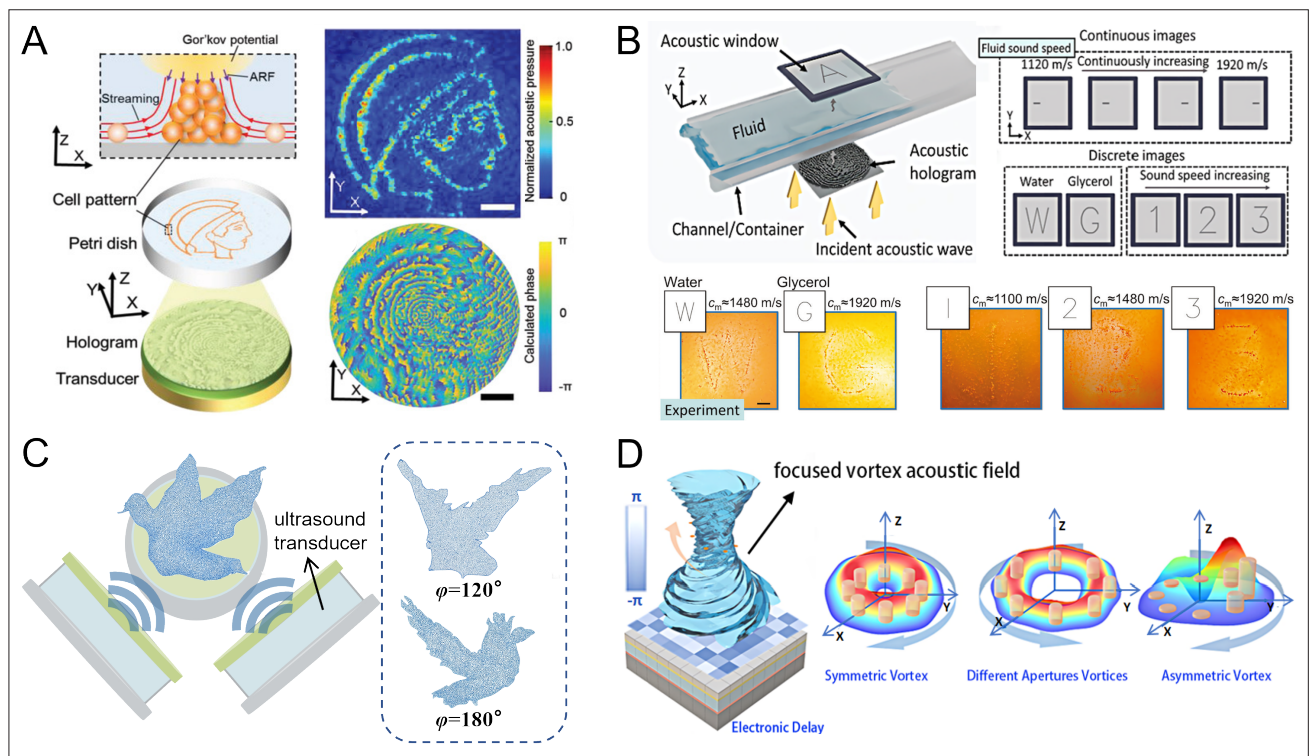 A
Gor'kov potential
ARF
Streaming
Z
X
Cell pattern
Petri dish
Z
Y
X
Hologram
Transducer
Y
X
1.0
0.5
0
Normalized acoustic pressure
Y
X
π
0
-π
Calculated phase
B
Acoustic window
A
Z
Y
X
Fluid
Acoustic
hologram
Channel/Container
Incident acoustic wave
Continuous images
Fluid sound speed
1120 m/s
Continuously increasing
1920 m/s
Y
X
Discrete images
Water
Glycerol
Sound speed increasing
W
G
1
2
3
Water
W
cm≈1480 m/s
Glycerol
G
cm≈1920 m/s
1
cm≈1100 m/s
2
cm≈1480 m/s
3
cm≈1920 m/s
Experiment
C
ultrasound
transducer
φ=120°
φ=180°
D
focused vortex acoustic field
π
-π
Electronic Delay
Z
Y
X
Symmetric Vortex
Z
Y
X
Different Apertures Vortices
Z
Y
X
Asymmetric Vortex